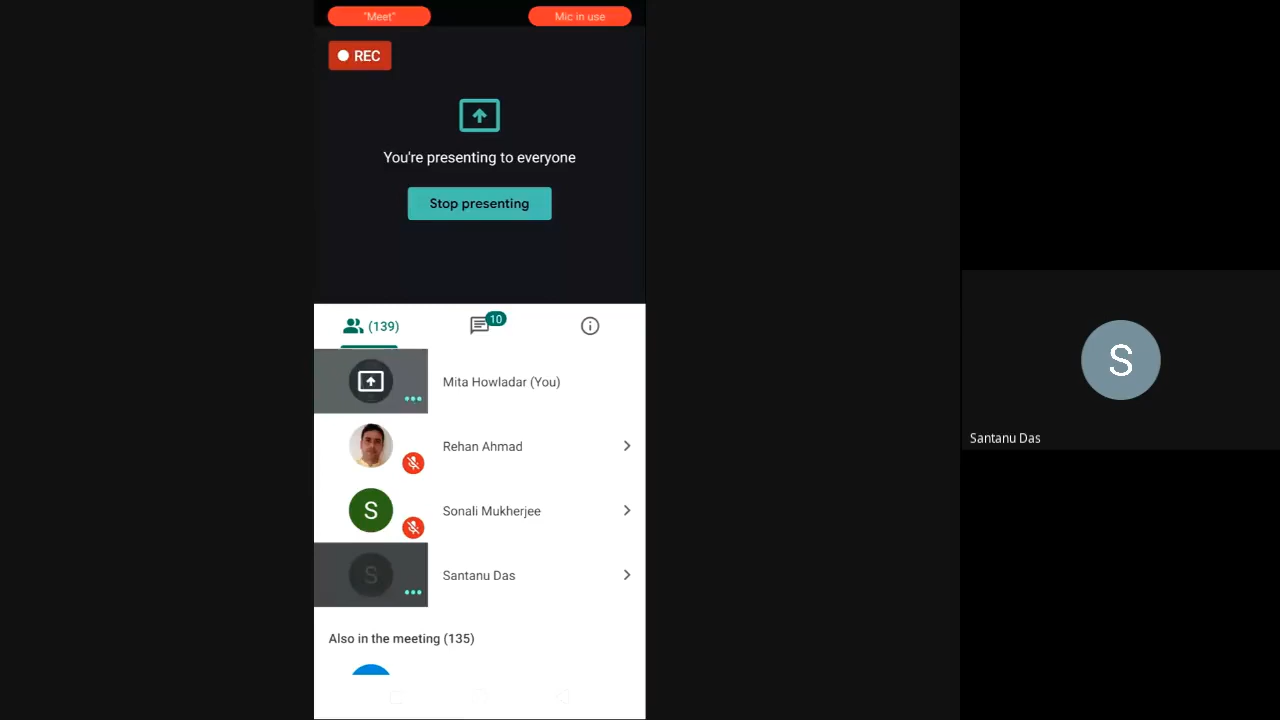 "Meet"
Mic in use
REC
You're presenting to everyone
Stop presenting
(139)
10
Mita Howladar (You)
Rehan Ahmad
S
Sonali Mukherjee
S
Santanu Das
Also in the meeting (135)
S
Santanu Das